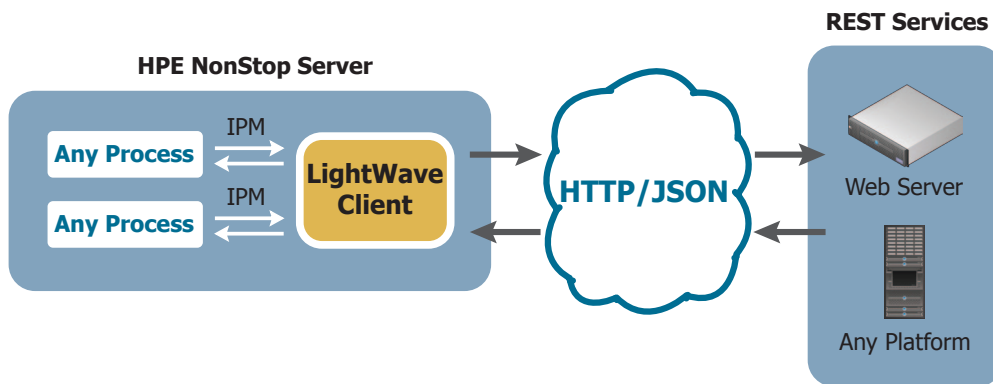 REST Services
HPE NonStop Server
IPM
Any Process
LightWave
Client
IPM
Any Process
HTTP/JSON
Web Server
Any Platform